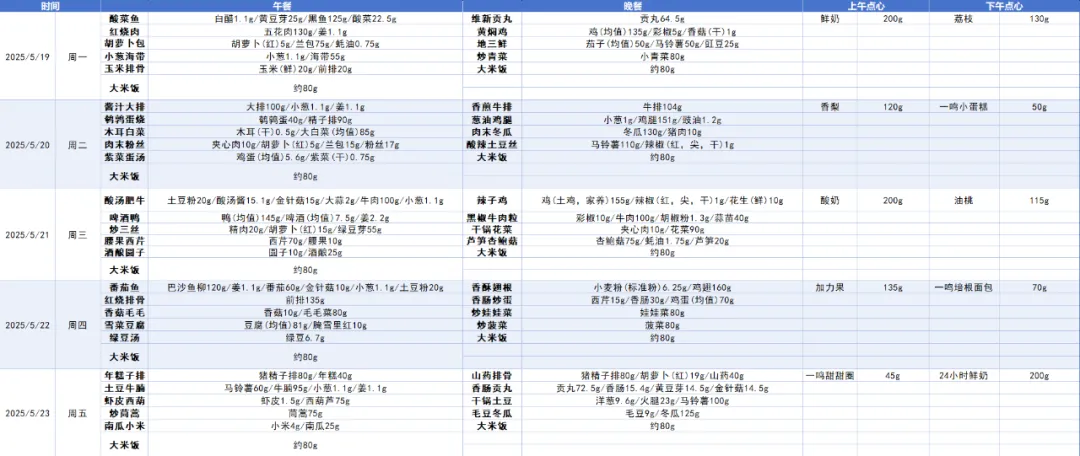 时间 午餐 晚餐 上午点心 下午点心
2025/5/19 周一
酸菜鱼 白醋1.1g/黄豆芽25g/黑鱼125g/酸菜22.5g 维新贡丸 贡丸64.5g 鲜奶 200g 荔枝 130g
红烧肉 五花肉130g/姜1.1g 黄焖鸡 鸡(均值)135g/彩椒5g/香菇(干)1g
胡萝卜包 胡萝卜(红)5g/兰包75g/蚝油0.75g 地三鲜 茄子(均值)50g/马铃薯50g/豇豆25g
小葱海带 小葱1.1g/海带55g 炒青菜 小青菜80g
玉米排骨 玉米(鲜)20g/前排20g 大米饭 约80g
大米饭 约80g
2025/5/20 周二
酱汁大排 大排100g/小葱1.1g/姜1.1g 香煎牛排 牛排104g 香梨 120g 一鸣小蛋糕 50g
鹌鹑蛋烧 鹌鹑蛋40g/精子排90g 葱油鸡腿 小葱1g/鸡腿151g/豉油1.2g
木耳白菜 木耳(干)0.5g/大白菜(均值)85g 肉末冬瓜 冬瓜130g/猪肉10g
肉末粉丝 夹心肉10g/胡萝卜(红)5g/兰包15g/粉丝17g 酸辣土豆丝 马铃薯110g/辣椒(红，尖，干)1g
紫菜蛋汤 鸡蛋(均值)5.6g/紫菜(干)0.75g 大米饭 约80g
大米饭 约80g
2025/5/21 周三
酸汤肥牛 土豆粉20g/酸汤酱15.1g/金针菇15g/大蒜2g/牛肉100g/小葱1.1g 辣子鸡 鸡(土鸡，家养)155g/辣椒(红，尖，干)1g/花生(鲜)10g 酸奶 200g 油桃 115g
啤酒鸭 鸭(均值)145g/啤酒(均值)7.5g/姜2.2g 黑椒牛肉粒 彩椒10g/牛肉100g/胡椒粉1.3g/蒜苗40g
炒三丝 精肉20g/胡萝卜(红)15g/绿豆芽55g 干锅花菜 夹心肉10g/花菜90g
腰果西芹 西芹70g/腰果10g 芦笋杏鲍菇 杏鲍菇75g/蚝油1.75g/芦笋20g
酒酿圆子 圆子10g/酒酿25g 大米饭 约80g
大米饭 约80g
2025/5/22 周四
番茄鱼 巴沙鱼柳120g/姜1.1g/番茄60g/金针菇10g/小葱1.1g/土豆粉20g 香酥翅根 小麦粉(标准粉)6.25g/鸡翅160g 加力果 135g 一鸣培根面包 70g
红烧排骨 前排135g 香肠炒蛋 西芹15g/香肠30g/鸡蛋(均值)70g
香菇毛毛 香菇10g/毛毛菜80g 炒娃娃菜 娃娃菜80g
雪菜豆腐 豆腐(均值)81g/腌雪里红10g 炒菠菜 菠菜80g
绿豆汤 绿豆6.7g 大米饭 约80g
大米饭 约80g
2025/5/23 周五
年糕子排 猪精子排80g/年糕40g 山药排骨 猪精子排80g/胡萝卜(红)19g/山药40g 一鸣甜甜圈 45g 24小时鲜奶 200g
土豆牛腩 马铃薯60g/牛腩95g/小葱1.1g/姜1.1g 香肠贡丸 贡丸72.5g/香肠15.4g/黄豆芽14.5g/金针菇14.5g
虾皮西葫 虾皮1.5g/西葫芦75g 干锅土豆 洋葱9.6g/火腿23g/马铃薯100g
炒茼蒿 茼蒿75g 毛豆冬瓜 毛豆9g/冬瓜125g
南瓜小米 小米4g/南瓜25g 大米饭 约80g
大米饭 约80g